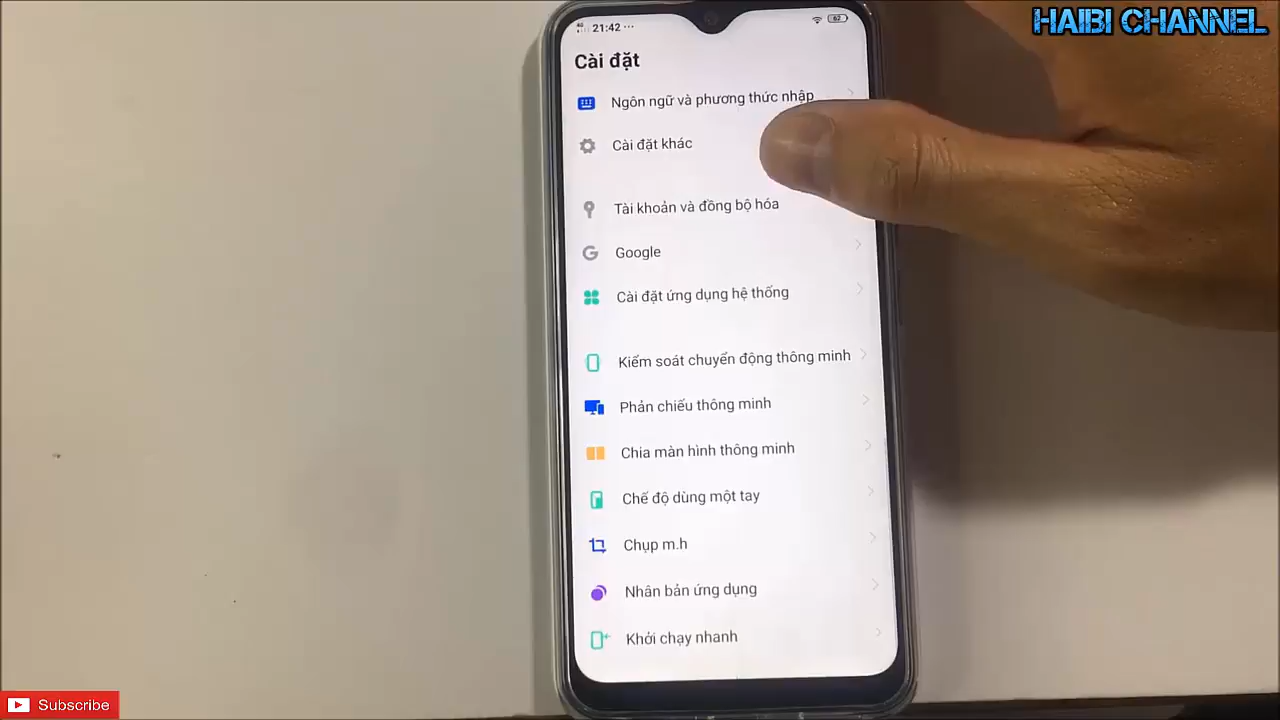 HAIBI CHANNEL
21:42 ...
62
Cài đặt
Ngôn ngữ và phương thức nhập
Cài đặt khác
Tài khoản và đồng bộ hóa
Google
Cài đặt ứng dụng hệ thống
Kiểm soát chuyển động thông minh
Phản chiếu thông minh
Chia màn hình thông minh
Chế độ dùng một tay
Chụp m.h
Nhân bản ứng dụng
Khởi chạy nhanh
Subscribe